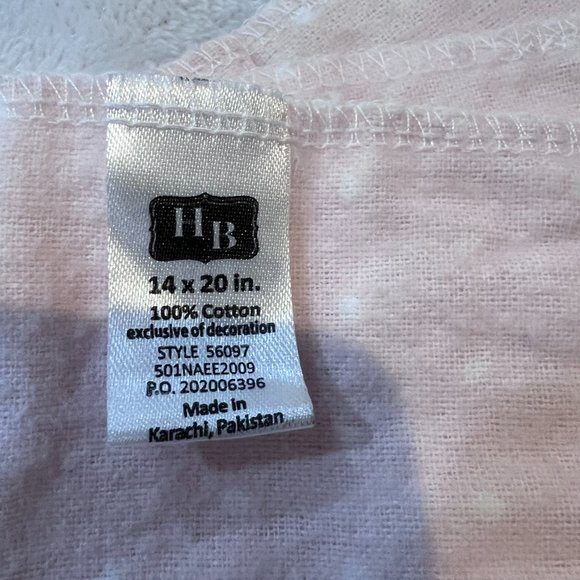 HB
14 x 20 in.
100% Cotton
exclusive of decoration
STYLE 56097
501NAEE2009
P.O. 202006396
Made in
Karachi, Pakistan